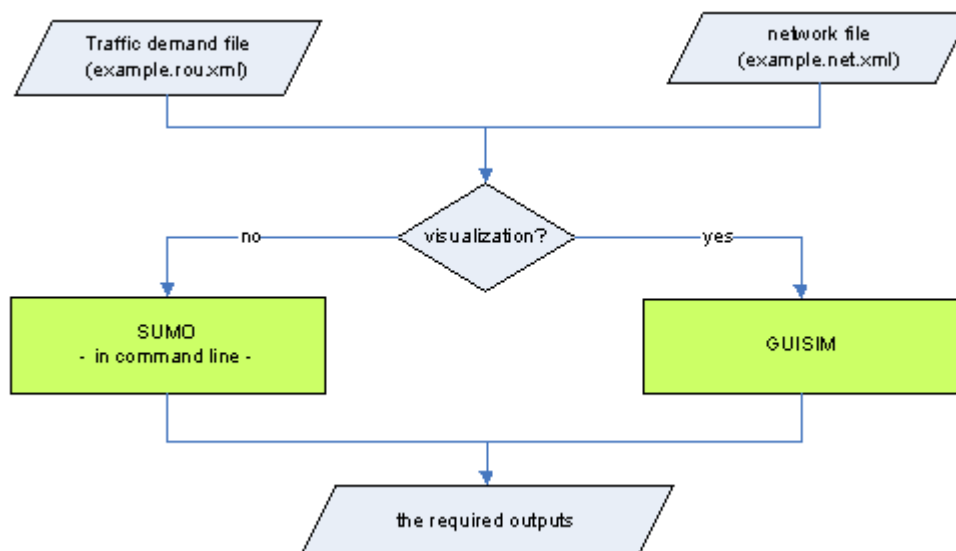 Traffic demand file
(example.rou.xml)
network file
(example.net.xml)
visualization?
no
yes
SUMO
- in command line -
GUISIM
the required outputs